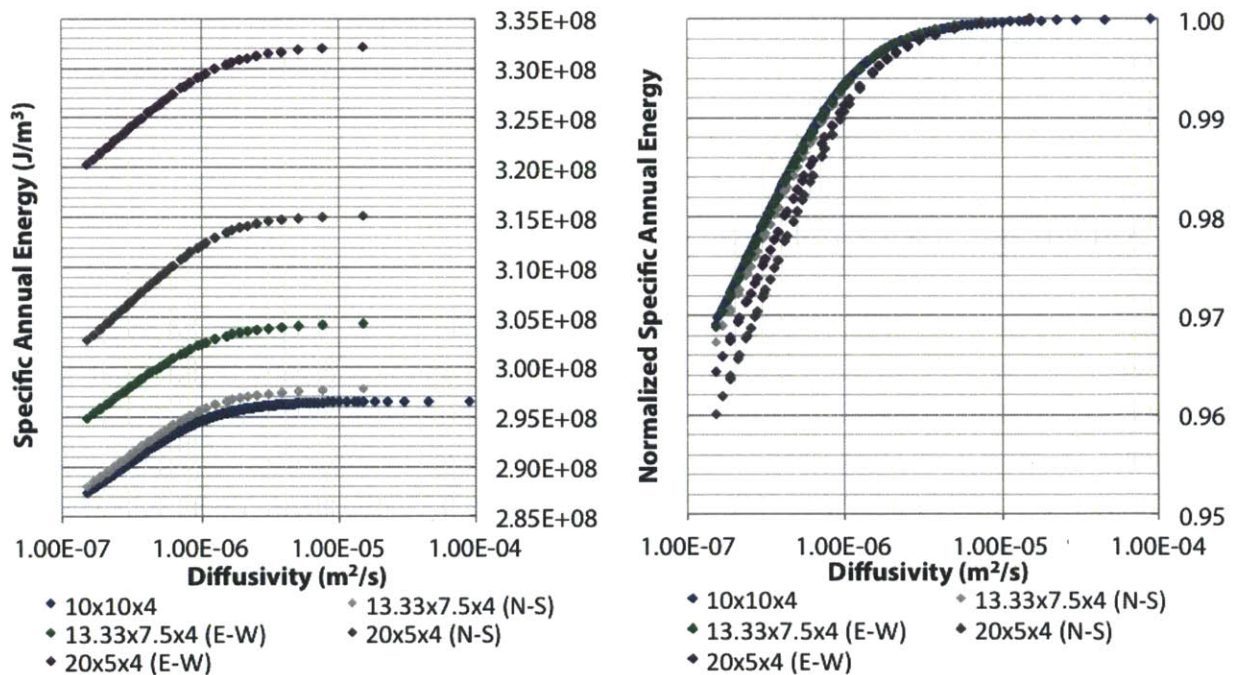 Specific Annual Energy (J/m³)
3.35E+08
3.30E+08
3.25E+08
3.20E+08
3.15E+08
3.10E+08
3.05E+08
3.00E+08
2.95E+08
2.90E+08
2.85E+08
1.00E-07 1.00E-06 1.00E-05 1.00E-04
Diffusivity (m²/s)
10x10x4
13.33x7.5x4 (N-S)
13.33x7.5x4 (E-W)
20x5x4 (N-S)
20x5x4 (E-W)
Normalized Specific Annual Energy
1.00
0.99
0.98
0.97
0.96
0.95
1.00E-07 1.00E-06 1.00E-05 1.00E-04
Diffusivity (m²/s)
10x10x4
13.33x7.5x4 (N-S)
13.33x7.5x4 (E-W)
20x5x4 (N-S)
20x5x4 (E-W)